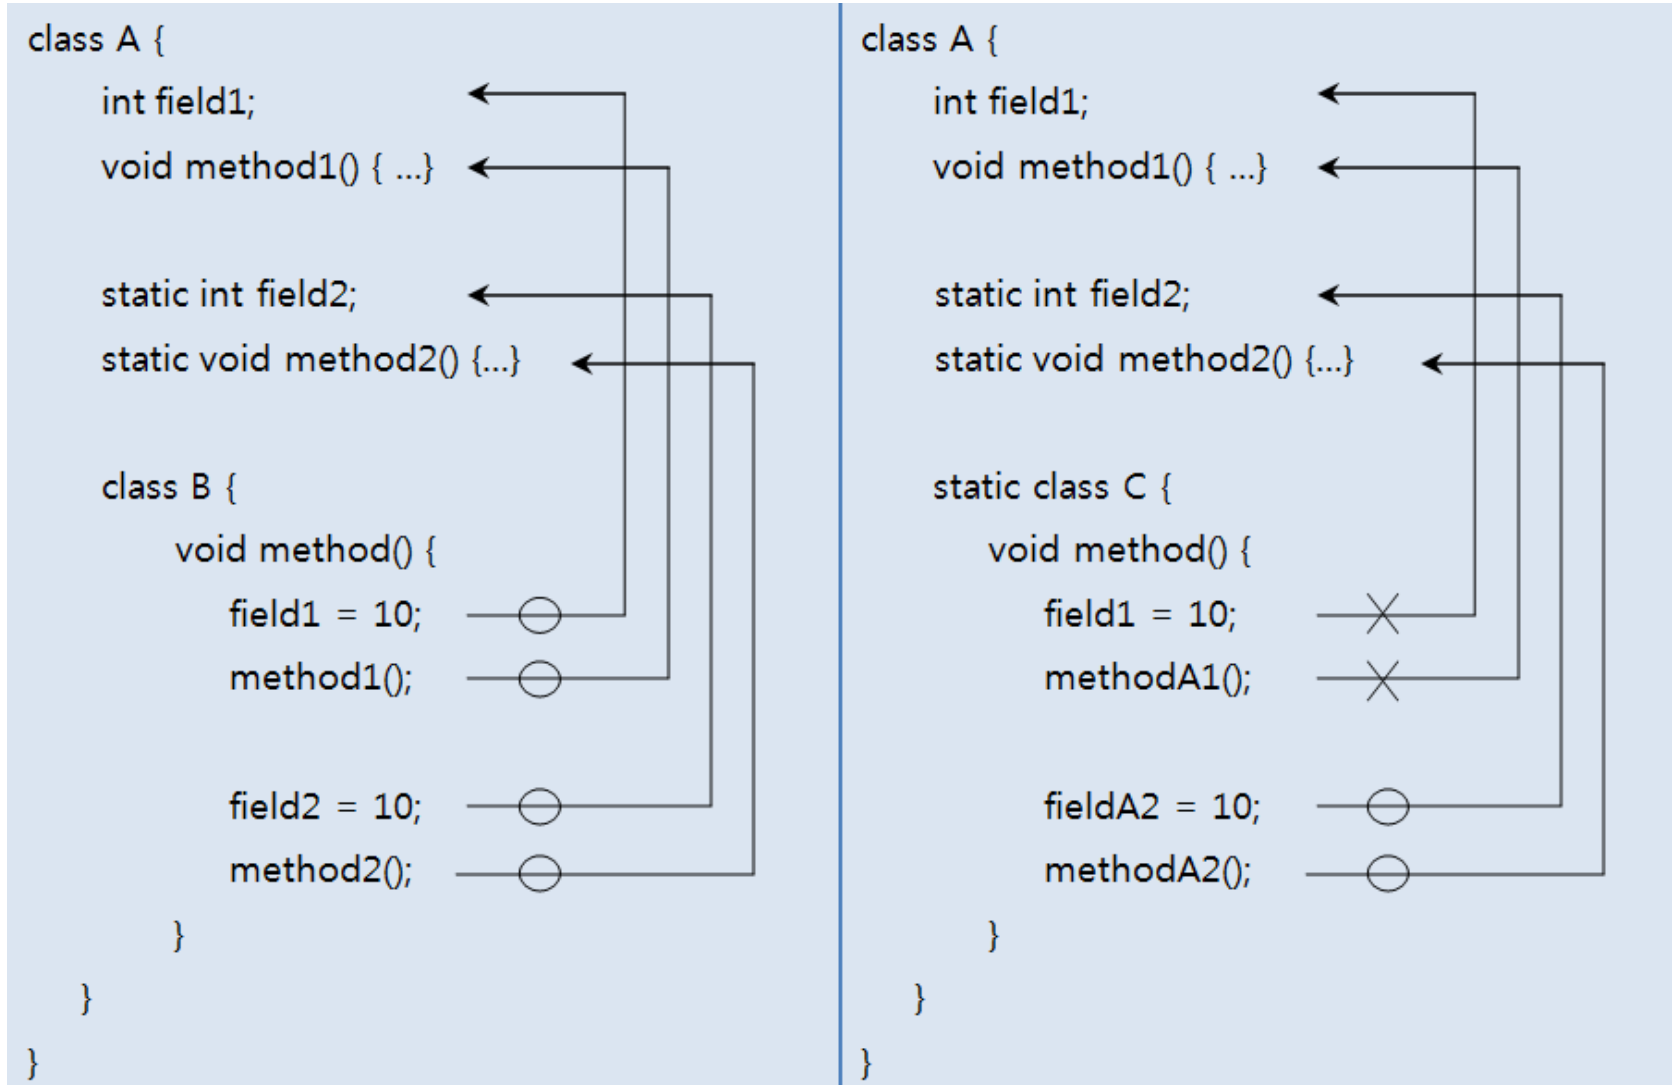 class A {
int field1;
void method1() { ...}
static int field2;
static void method2() {...}
class B {
void method() {
field1 = 10;
method1();
field2 = 10;
method2();
}
}
}
class A {
int field1;
void method1() { ...}
static int field2;
static void method2() {...}
static class C {
void method() {
field1 = 10;
methodA1();
fieldA2 = 10;
methodA2();
}
}
}